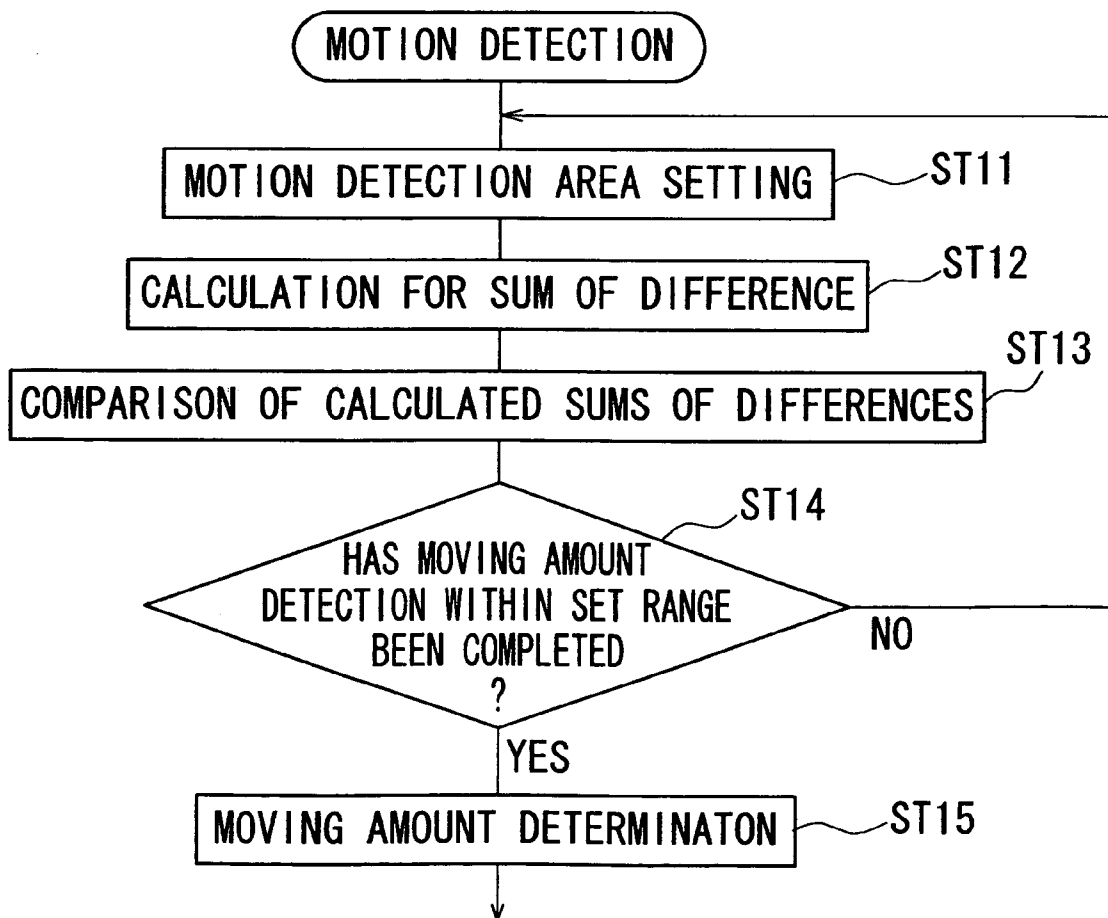 MOTION DETECTION
MOTION DETECTION AREA SETTING
ST11
CALCULATION FOR SUM OF DIFFERENCE
ST12
ST13
COMPARISON OF CALCULATED SUMS OF DIFFERENCES
ST14
HAS MOVING AMOUNT
DETECTION WITHIN SET RANGE
BEEN COMPLETED
?
NO
YES
MOVING AMOUNT DETERMINATON
ST15